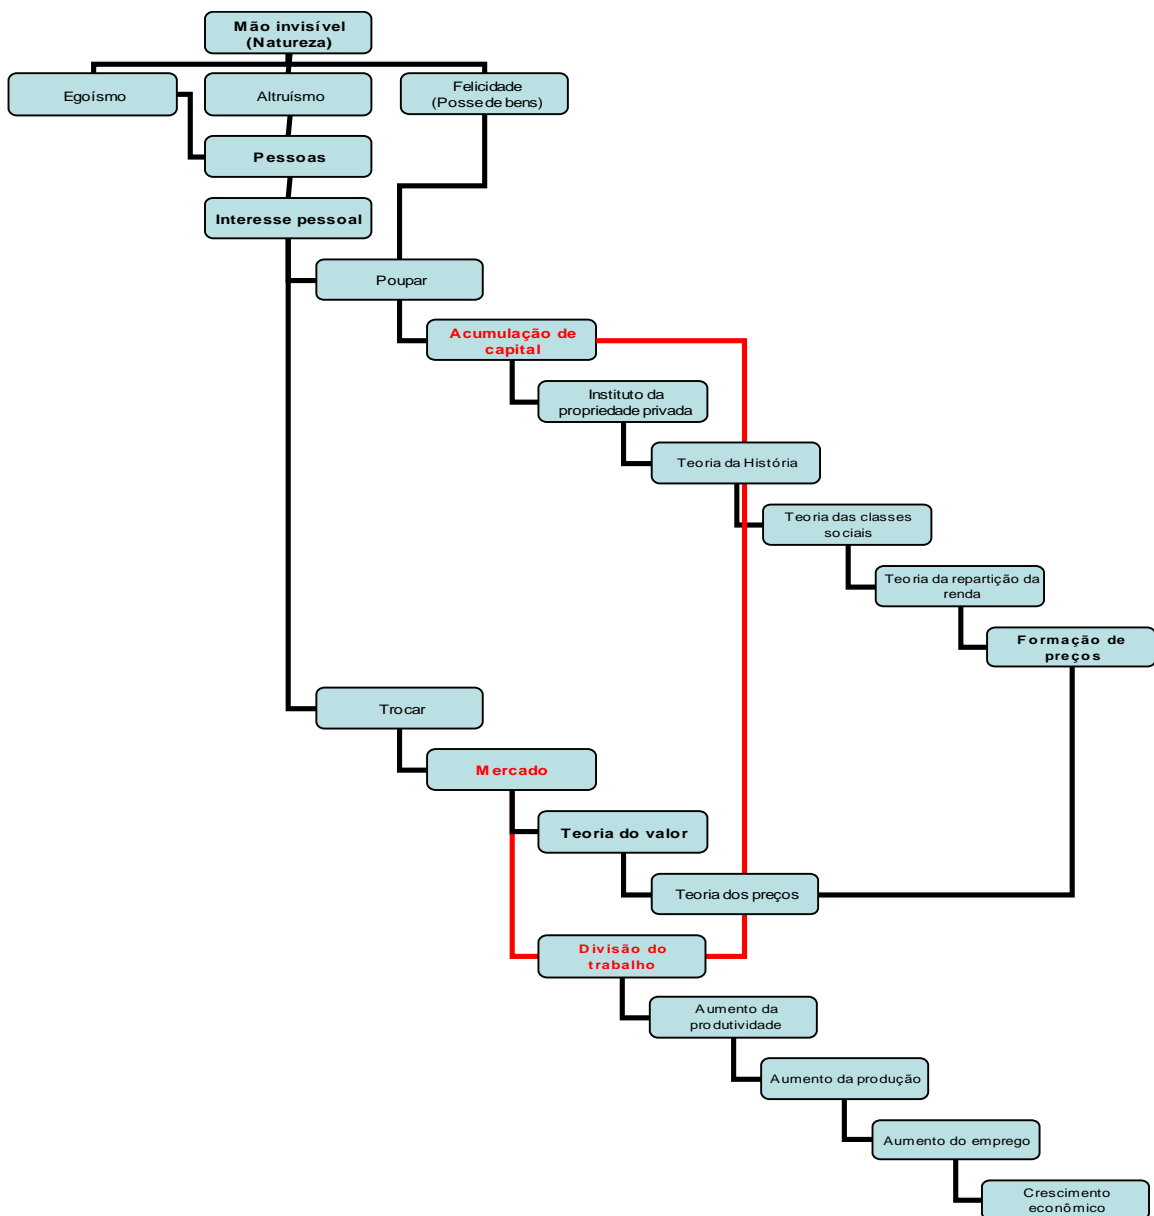 Mão invisível
(Natureza)
Egoísmo
Altruísmo
Felicidade
(Posse de bens)
Pessoas
Interesse pessoal
Poupar
Acumulação de
capital
Instituto da
propriedade privada
Teoria da História
Teoria das classes
sociais
Teoria da repartição da
renda
Formação de
preços
Trocar
Mercado
Teoria do valor
Teoria dos preços
Divisão do
trabalho
Aumento da
produtividade
Aumento da produção
Aumento do emprego
Crescimento
econômico